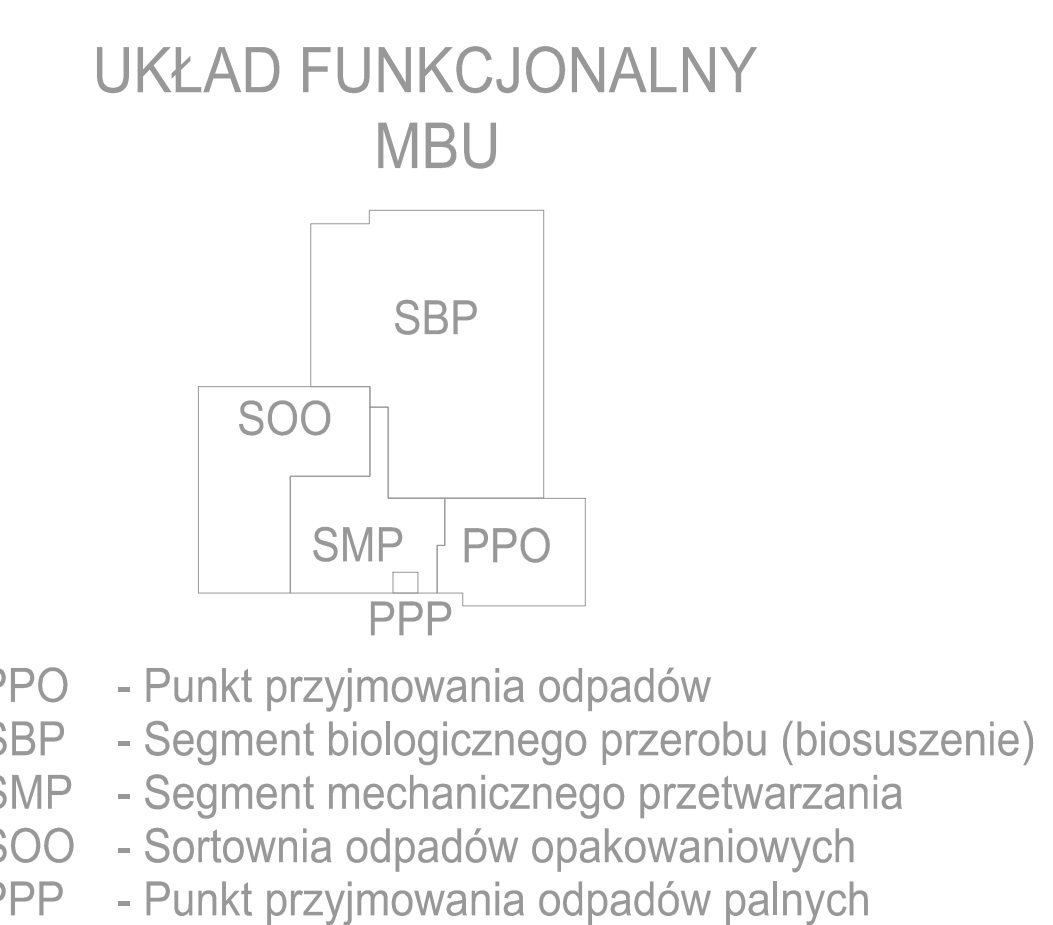 UKŁAD FUNKCJONALNY
MBU
SBP
SOO
SMP PPO
PPP
PPO - Punkt przyjmowania odpadów
SBP - Segment biologicznego przerobu (biosuszenie)
SMP - Segment mechanicznego przetwarzania
SOO - Sortownia odpadów opakowaniowych
PPP - Punkt przyjmowania odpadów palnych